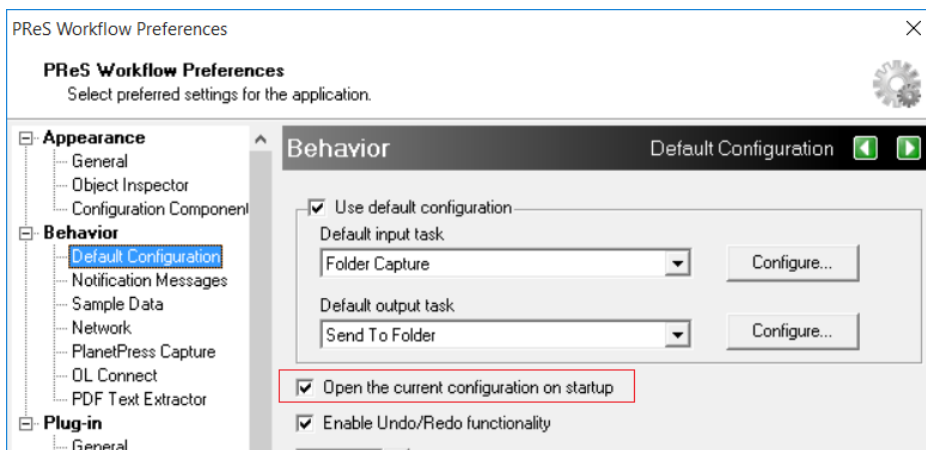 PReS Workflow Preferences
PReS Workflow Preferences
Select preferred settings for the application.
Appearance
General
Object Inspector
Configuration Component
Behavior
Default Configuration
Notification Messages
Sample Data
Network
PlanetPress Capture
OL Connect
PDF Text Extractor
Plug-in
General
Behavior Default Configuration
Use default configuration
Default input task
Folder Capture Configure...
Default output task
Send To Folder Configure...
Open the current configuration on startup
Enable Undo/Redo functionality